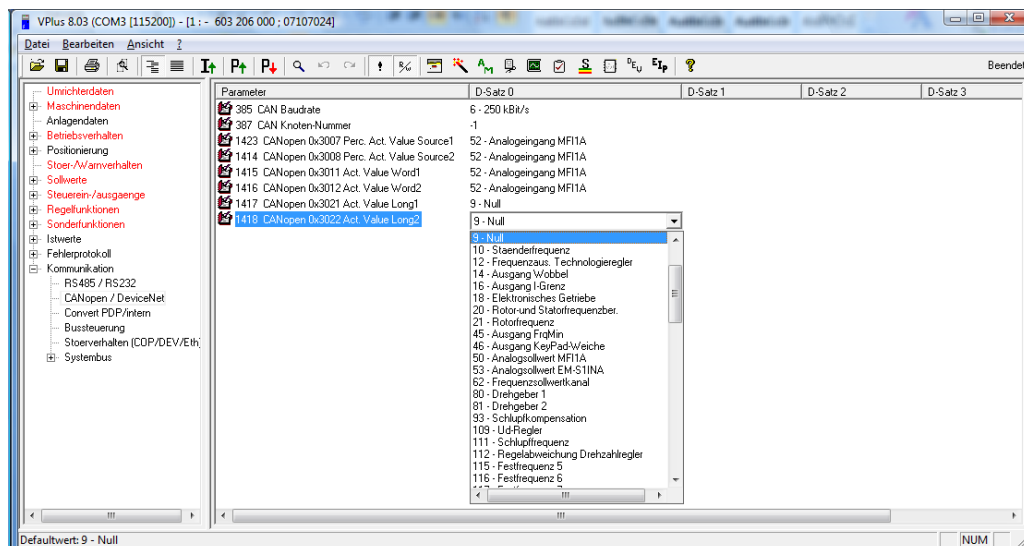 VPlus 8.03 (COM3 [115200]) - [1 : - 603 206 000 ; 07107024]
Datei Bearbeiten Ansicht ?
Beendet
Umrichterdaten
Maschinendaten
Anlagendaten
Betriebsverhalten
Positionierung
Stoer-/Warnverhalten
Sollwerte
Steuerein-/ausgaenge
Regelfunktionen
Sonderfunktionen
Istwerte
Fehlerprotokoll
Kommunikation
RS485 / RS232
CANopen / DeviceNet
Convert PDP/intern
Bussteuerung
Stoerverhalten (COP/DEV/Eth)
Systembus
Parameter D-Satz 0 D-Satz 1 D-Satz 2 D-Satz 3
385 CAN Baudrate 6 - 250 kBit/s
387 CAN Knoten-Nummer -1
1423 CANopen 0x3007 Perc. Act. Value Source1 52 - Analogeingang MFI1A
1414 CANopen 0x3008 Perc. Act. Value Source2 52 - Analogeingang MFI1A
1415 CANopen 0x3011 Act. Value Word1 52 - Analogeingang MFI1A
1416 CANopen 0x3012 Act. Value Word2 52 - Analogeingang MFI1A
1417 CANopen 0x3021 Act. Value Long1 9 - Null
1418 CANopen 0x3022 Act. Value Long2 9 - Null
9 - Null
10 - Staenderfrequenz
12 - Frequenzaus. Technologieregler
14 - Ausgang Wobbel
16 - Ausgang I-Grenz
18 - Elektronisches Getriebe
20 - Rotor-und Statorfrequenzber.
21 - Rotorfrequenz
45 - Ausgang FrqMin
46 - Ausgang KeyPad-Weiche
50 - Analogsollwert MFI1A
53 - Analogsollwert EM-S1INA
62 - Frequenzsollwertkanal
80 - Drehgeber 1
81 - Drehgeber 2
93 - Schlupfkompensation
109 - Ud-Regler
111 - Schlupffrequenz
112 - Regelabweichung Drehzahlregler
115 - Festfrequenz 5
116 - Festfrequenz 6
Defaultwert: 9 - Null NUM